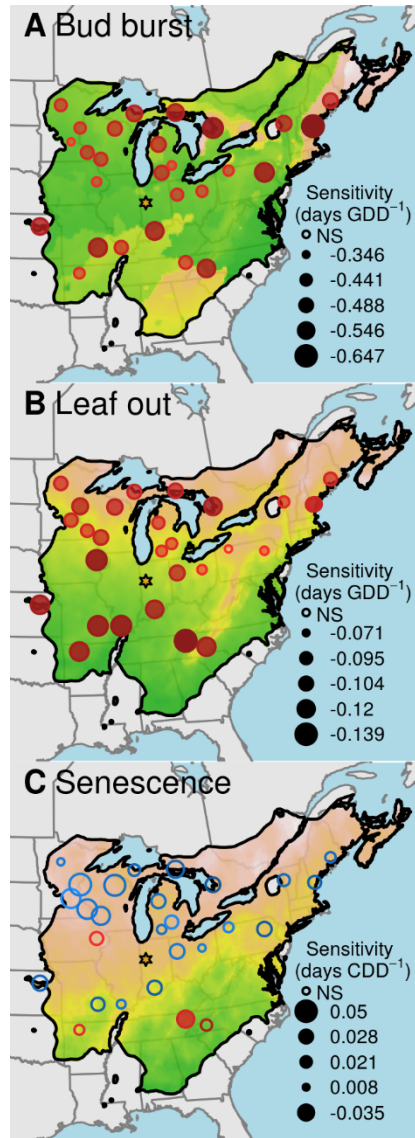 A Bud burst
Sensitivity
(days GDD⁻¹)
NS
-0.346
-0.441
-0.488
-0.546
-0.647
B Leaf out
Sensitivity
(days GDD⁻¹)
NS
-0.071
-0.095
-0.104
-0.12
-0.139
C Senescence
Sensitivity
(days CDD⁻¹)
NS
0.05
0.028
0.021
0.008
-0.035